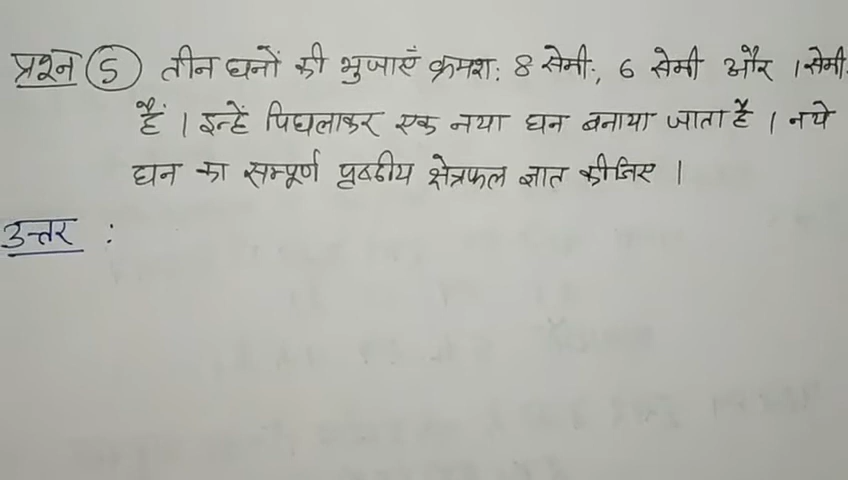 प्रश्न 5 तीन घनों की भुजाएँ क्रमश: 8 सेमी., 6 सेमी और 1 सेमी.
हैं । इन्हें पिघलाकर एक नया घन बनाया जाता है । नये
घन का सम्पूर्ण पृष्ठीय क्षेत्रफल ज्ञात कीजिए ।
उत्तर :